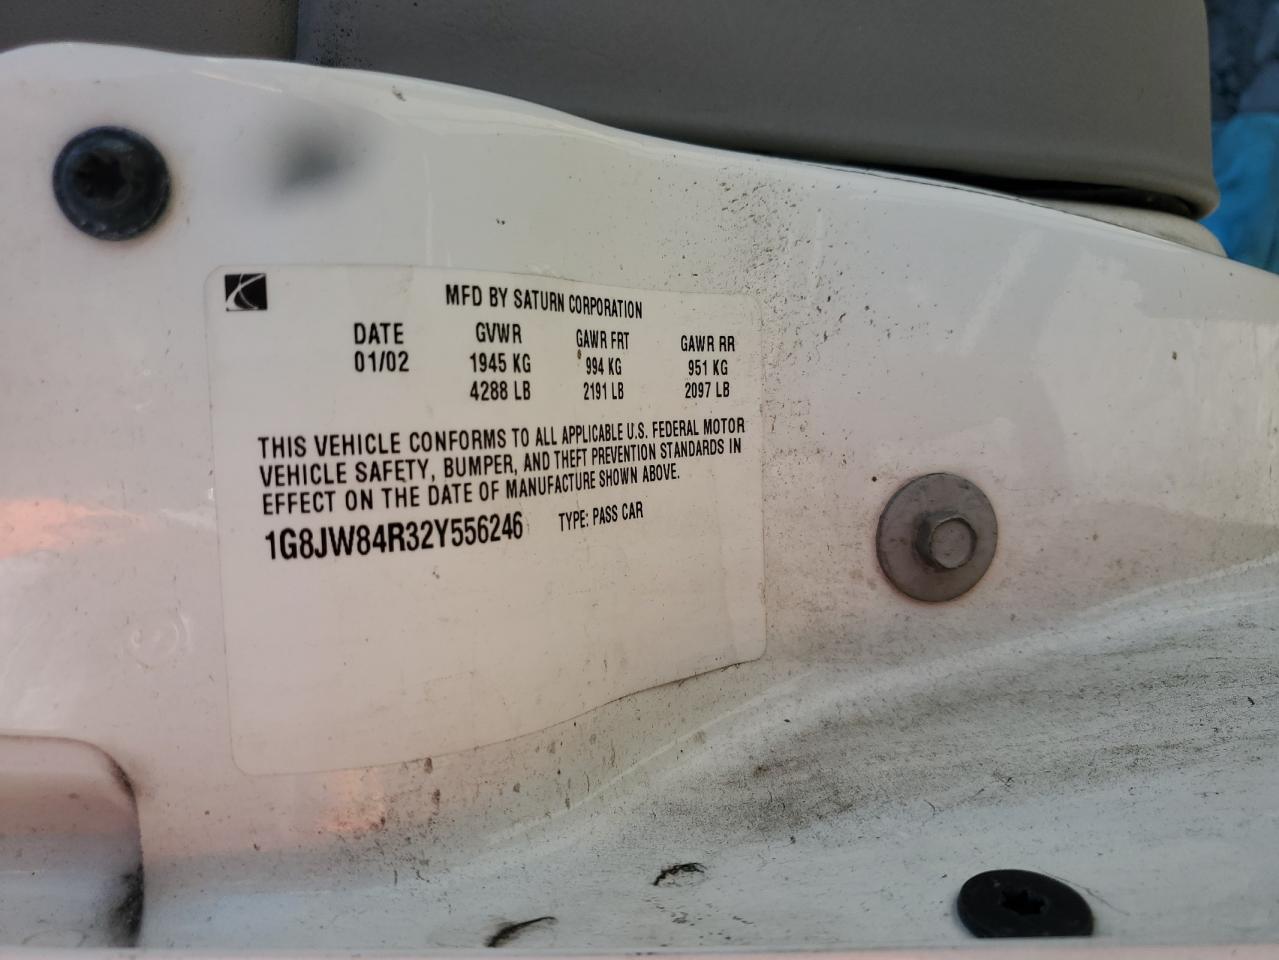 MFD BY SATURN CORPORATION
DATE GVWR GAWR FRT GAWR RR
01/02 1945 KG 994 KG 951 KG
4288 LB 2191 LB 2097 LB
THIS VEHICLE CONFORMS TO ALL APPLICABLE U.S. FEDERAL MOTOR
VEHICLE SAFETY, BUMPER, AND THEFT PREVENTION STANDARDS IN
EFFECT ON THE DATE OF MANUFACTURE SHOWN ABOVE.
1G8JW84R32Y556246 TYPE: PASS CAR